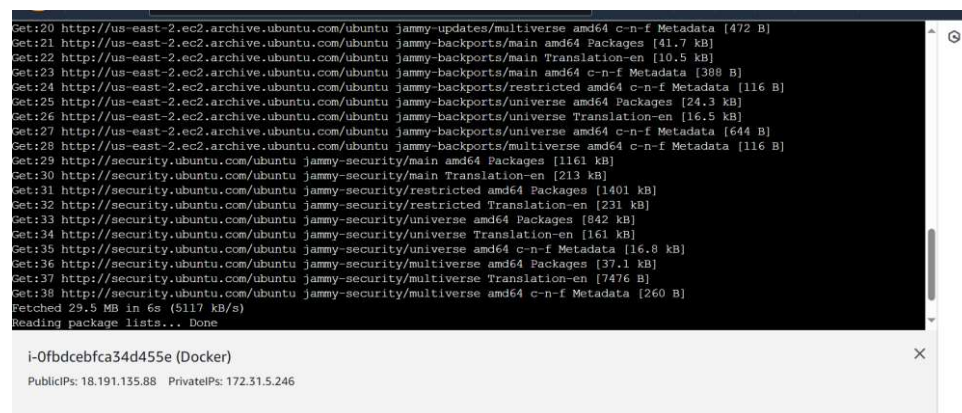 Get:20 http://us-east-2.ec2.archive.ubuntu.com/ubuntu jammy-updates/multiverse amd64 c-n-f Metadata [472 B]
Get:21 http://us-east-2.ec2.archive.ubuntu.com/ubuntu jammy-backports/main amd64 Packages [41.7 kB]
Get:22 http://us-east-2.ec2.archive.ubuntu.com/ubuntu jammy-backports/main Translation-en [10.5 kB]
Get:23 http://us-east-2.ec2.archive.ubuntu.com/ubuntu jammy-backports/main amd64 c-n-f Metadata [388 B]
Get:24 http://us-east-2.ec2.archive.ubuntu.com/ubuntu jammy-backports/restricted amd64 c-n-f Metadata [116 B]
Get:25 http://us-east-2.ec2.archive.ubuntu.com/ubuntu jammy-backports/universe amd64 Packages [24.3 kB]
Get:26 http://us-east-2.ec2.archive.ubuntu.com/ubuntu jammy-backports/universe Translation-en [16.5 kB]
Get:27 http://us-east-2.ec2.archive.ubuntu.com/ubuntu jammy-backports/universe amd64 c-n-f Metadata [644 B]
Get:28 http://us-east-2.ec2.archive.ubuntu.com/ubuntu jammy-backports/multiverse amd64 c-n-f Metadata [116 B]
Get:29 http://security.ubuntu.com/ubuntu jammy-security/main amd64 Packages [1161 kB]
Get:30 http://security.ubuntu.com/ubuntu jammy-security/main Translation-en [213 kB]
Get:31 http://security.ubuntu.com/ubuntu jammy-security/restricted amd64 Packages [1401 kB]
Get:32 http://security.ubuntu.com/ubuntu jammy-security/restricted Translation-en [231 kB]
Get:33 http://security.ubuntu.com/ubuntu jammy-security/universe amd64 Packages [842 kB]
Get:34 http://security.ubuntu.com/ubuntu jammy-security/universe Translation-en [161 kB]
Get:35 http://security.ubuntu.com/ubuntu jammy-security/universe amd64 c-n-f Metadata [16.8 kB]
Get:36 http://security.ubuntu.com/ubuntu jammy-security/multiverse amd64 Packages [37.1 kB]
Get:37 http://security.ubuntu.com/ubuntu jammy-security/multiverse Translation-en [7476 B]
Get:38 http://security.ubuntu.com/ubuntu jammy-security/multiverse amd64 c-n-f Metadata [260 B]
Fetched 29.5 MB in 6s (5117 kB/s)
Reading package lists... Done
i-0fbdcebfca34d455e (Docker)
PublicIPs: 18.191.135.88 PrivateIPs: 172.31.5.246